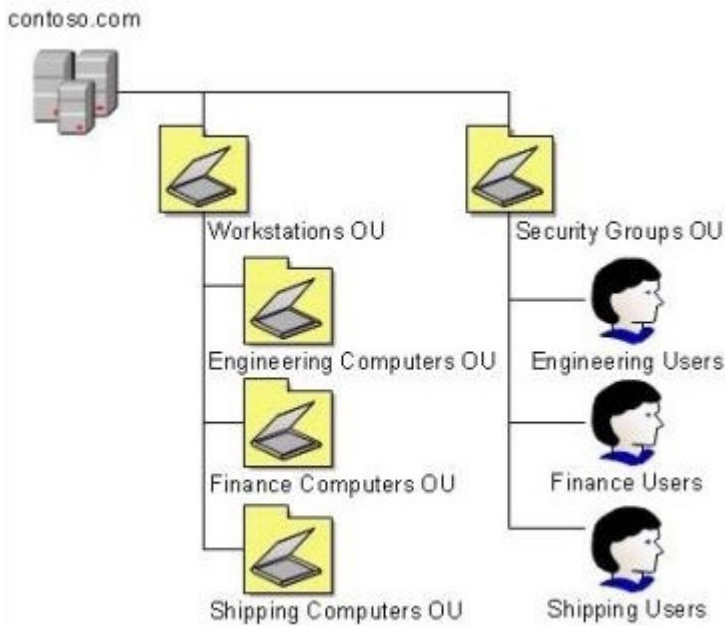 contoso.com
Workstations OU
Security Groups OU
Engineering Computers OU
Engineering Users
Finance Computers OU
Finance Users
Shipping Computers OU
Shipping Users